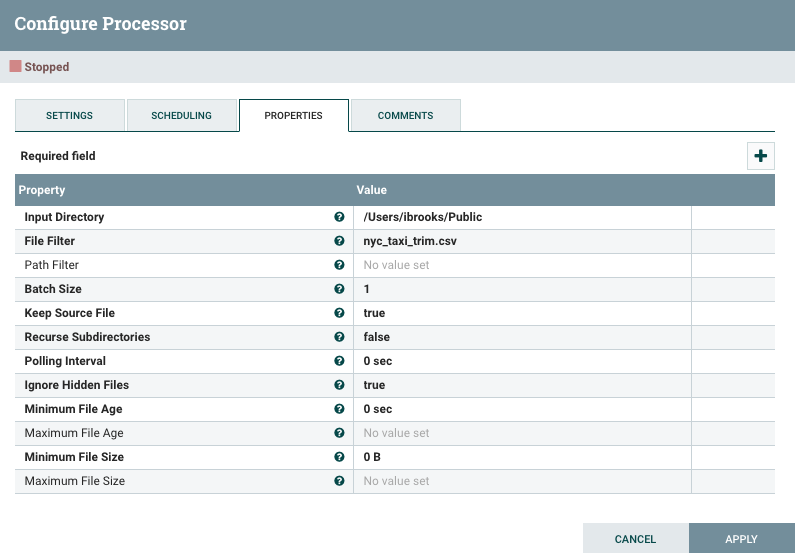 Configure Processor
Stopped
SETTINGS SCHEDULING PROPERTIES COMMENTS
Required field
Property Value
Input Directory /Users/ibrooks/Public
File Filter nyc_taxi_trim.csv
Path Filter No value set
Batch Size 1
Keep Source File true
Recurse Subdirectories false
Polling Interval 0 sec
Ignore Hidden Files true
Minimum File Age 0 sec
Maximum File Age No value set
Minimum File Size 0 B
Maximum File Size No value set
CANCEL APPLY